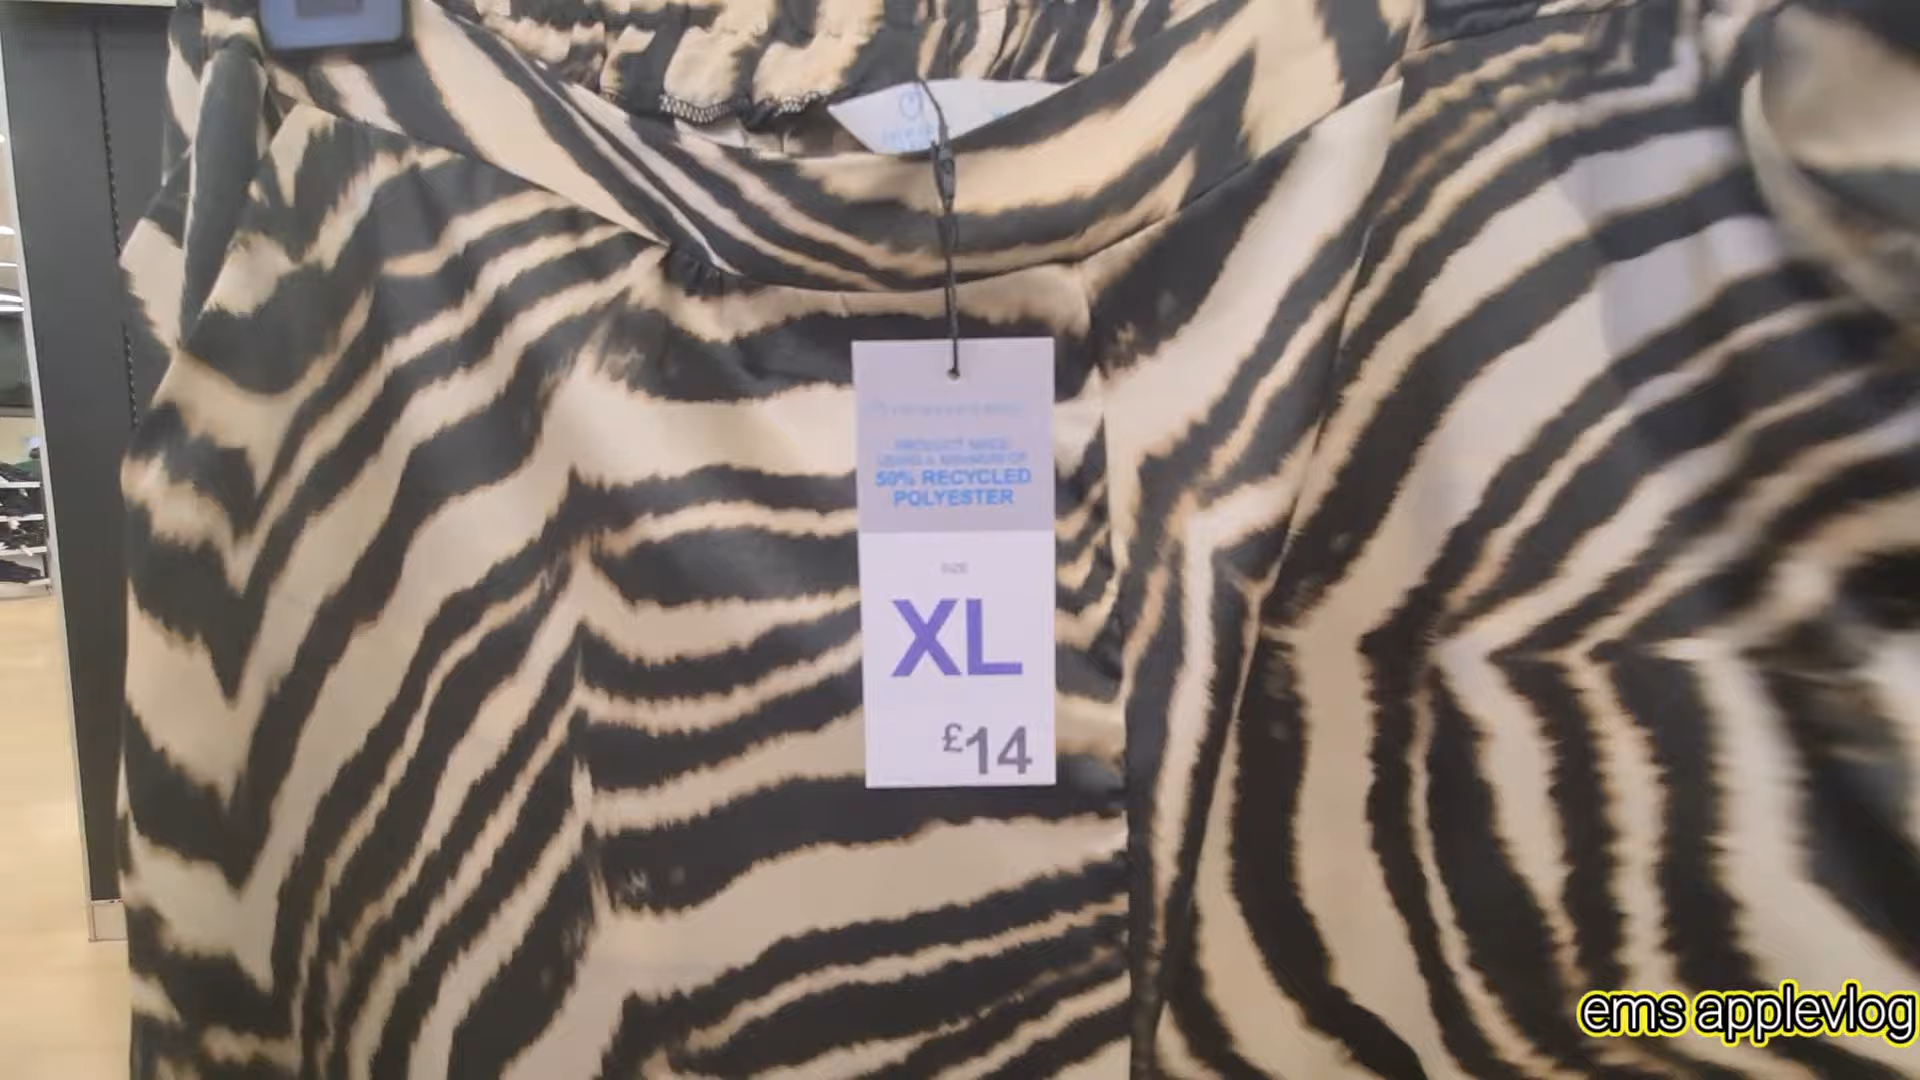 PRODUCT MADE
USING A MINIMUM OF
50% RECYCLED
POLYESTER
SIZE
XL
£14
ems applevlog